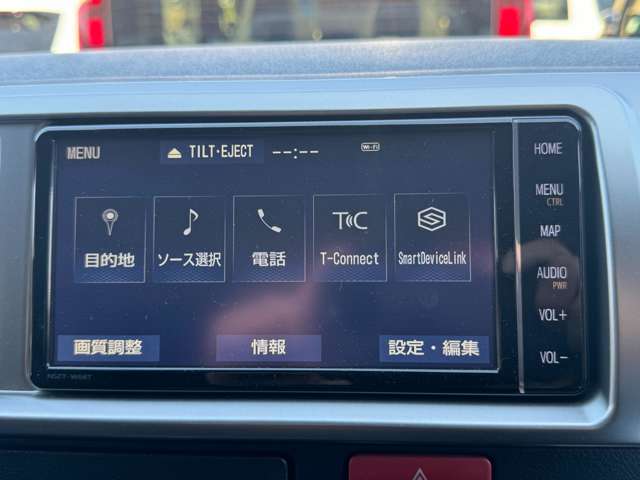 MENU
TILT・EJECT
--:--
Wi-Fi
目的地
ソース選択
電話
T-Connect
SmartDeviceLink
画質調整
情報
設定・編集
HOME
MENU
CTRL
MAP
AUDIO
PWR
VOL+
VOL-